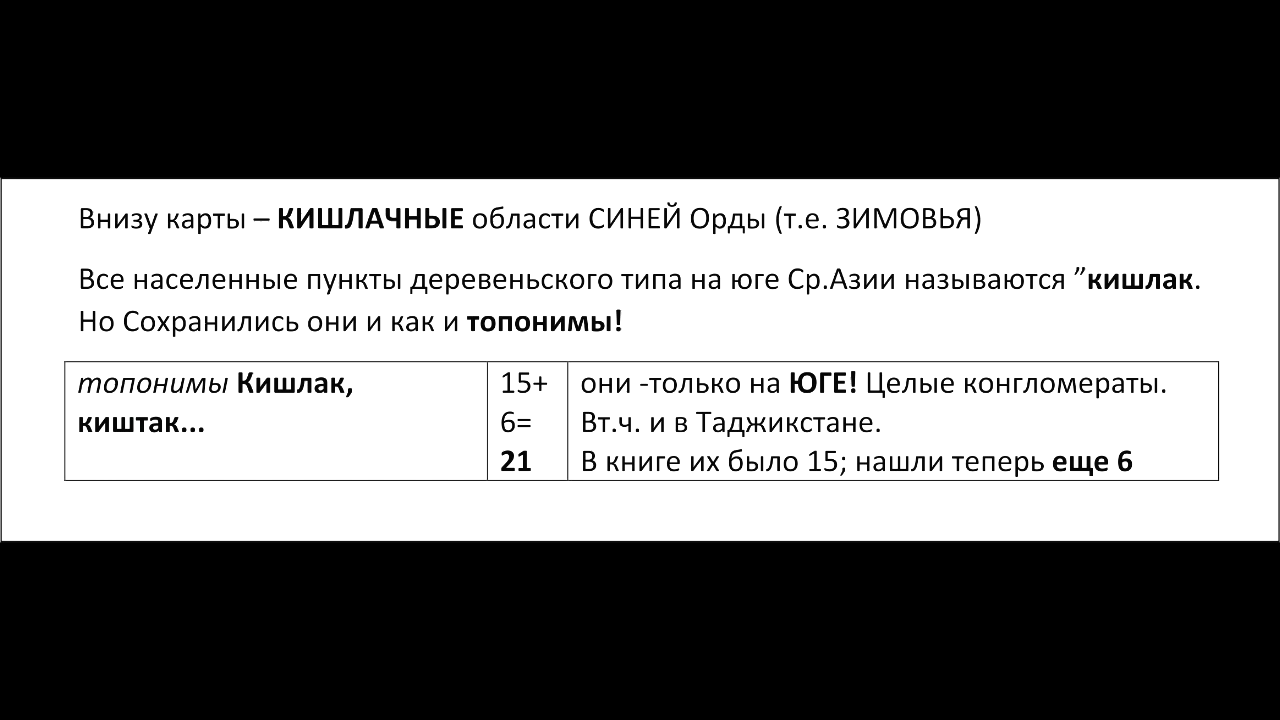 Внизу карты – КИШЛАЧНЫЕ области СИНЕЙ Орды (т.е. ЗИМОВЬЯ)
Все населенные пункты деревеньского типа на юге Ср.Азии называются ”кишлак.
Но Сохранились они и как и топонимы!
топонимы Кишлак, 15+ они -только на ЮГЕ! Целые конгломераты.
киштак... 6= Вт.ч. и в Таджикстане.
21 В книге их было 15; нашли теперь еще 6